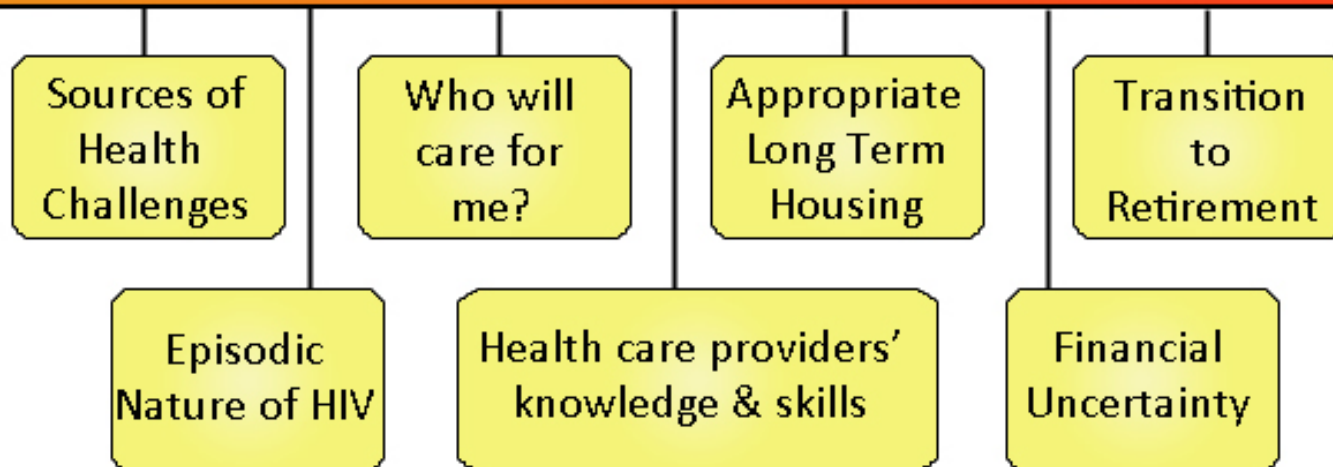 Sources of
Health
Challenges
Who will
care for
me?
Appropriate
Long Term
Housing
Transition
to
Retirement
Episodic
Nature of HIV
Health care providers’
knowledge & skills
Financial
Uncertainty